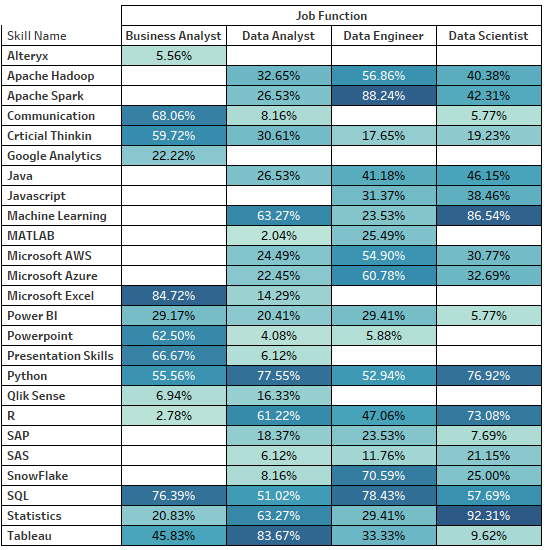 Job Function
Skill Name Business Analyst Data Analyst Data Engineer Data Scientist
Alteryx 5.56%
Apache Hadoop 32.65% 56.86% 40.38%
Apache Spark 26.53% 88.24% 42.31%
Communication 68.06% 8.16% 5.77%
Crticial Thinkin 59.72% 30.61% 17.65% 19.23%
Google Analytics 22.22%
Java 26.53% 41.18% 46.15%
Javascript 31.37% 38.46%
Machine Learning 63.27% 23.53% 86.54%
MATLAB 2.04% 25.49%
Microsoft AWS 24.49% 54.90% 30.77%
Microsoft Azure 22.45% 60.78% 32.69%
Microsoft Excel 84.72% 14.29%
Power BI 29.17% 20.41% 29.41% 5.77%
Powerpoint 62.50% 4.08% 5.88%
Presentation Skills 66.67% 6.12%
Python 55.56% 77.55% 52.94% 76.92%
Qlik Sense 6.94% 16.33%
R 2.78% 61.22% 47.06% 73.08%
SAP 18.37% 23.53% 7.69%
SAS 6.12% 11.76% 21.15%
SnowFlake 8.16% 70.59% 25.00%
SQL 76.39% 51.02% 78.43% 57.69%
Statistics 20.83% 63.27% 29.41% 92.31%
Tableau 45.83% 83.67% 33.33% 9.62%